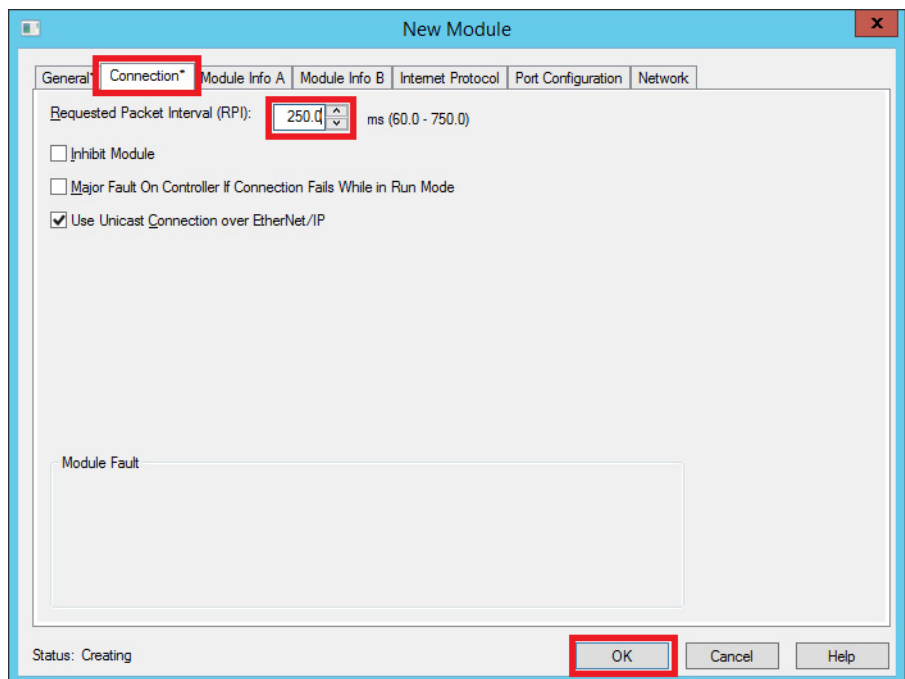 New Module
x
General* Connection* Module Info A Module Info B Internet Protocol Port Configuration Network
Requested Packet Interval (RPI): 250.0 ms (60.0 - 750.0)
Inhibit Module
Major Fault On Controller If Connection Fails While in Run Mode
Use Unicast Connection over EtherNet/IP
Module Fault
Status: Creating OK Cancel Help